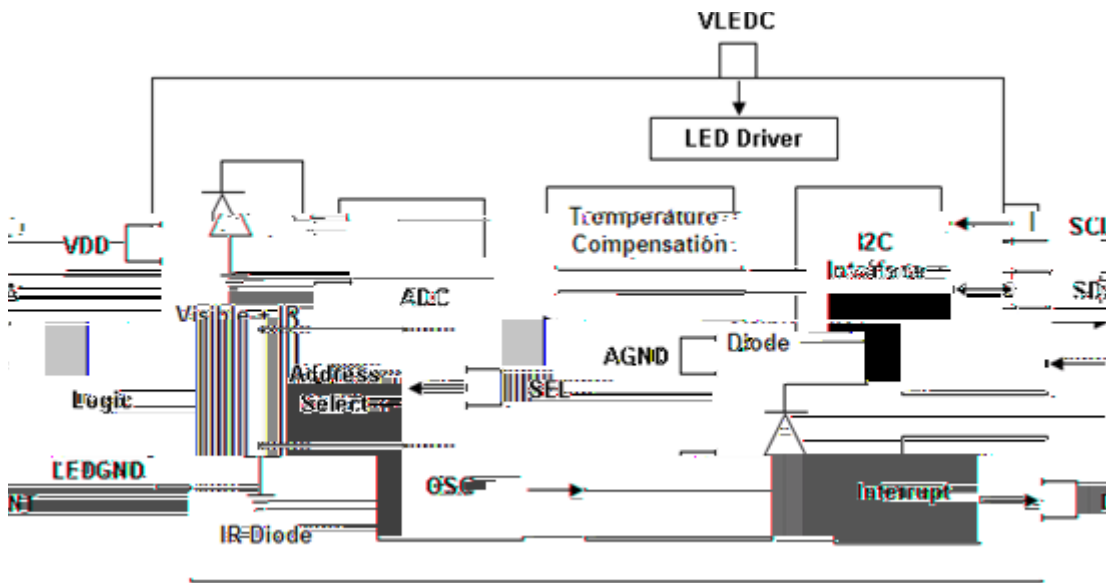 VLEDC
LED Driver
VDD
Temperature
Compensation
I2C
Interface
ADC
Visible +
Diode
AGND
Address
Select
SEL
Logic
LEDGND
OSC
Interrupt
IR Diode